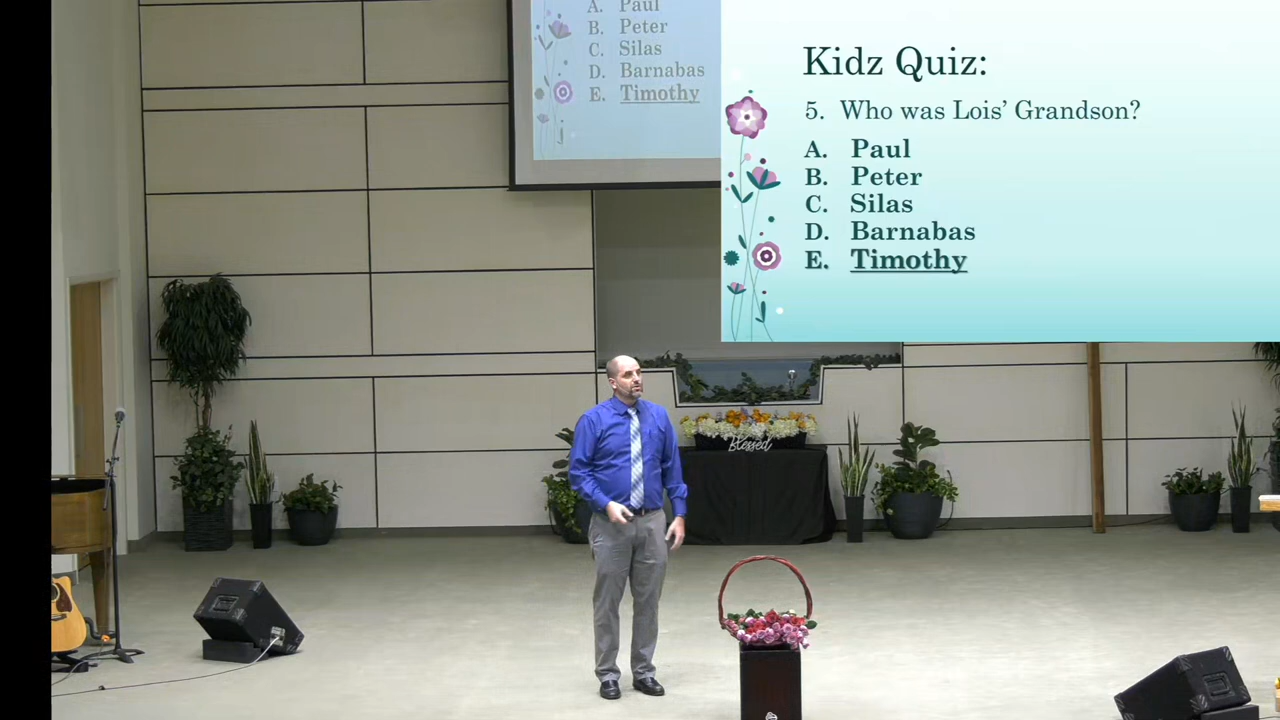 A. Paul
B. Peter
C. Silas
D. Barnabas
E. Timothy
Kidz Quiz:
5. Who was Lois’ Grandson?
A. Paul
B. Peter
C. Silas
D. Barnabas
E. Timothy
Blessed